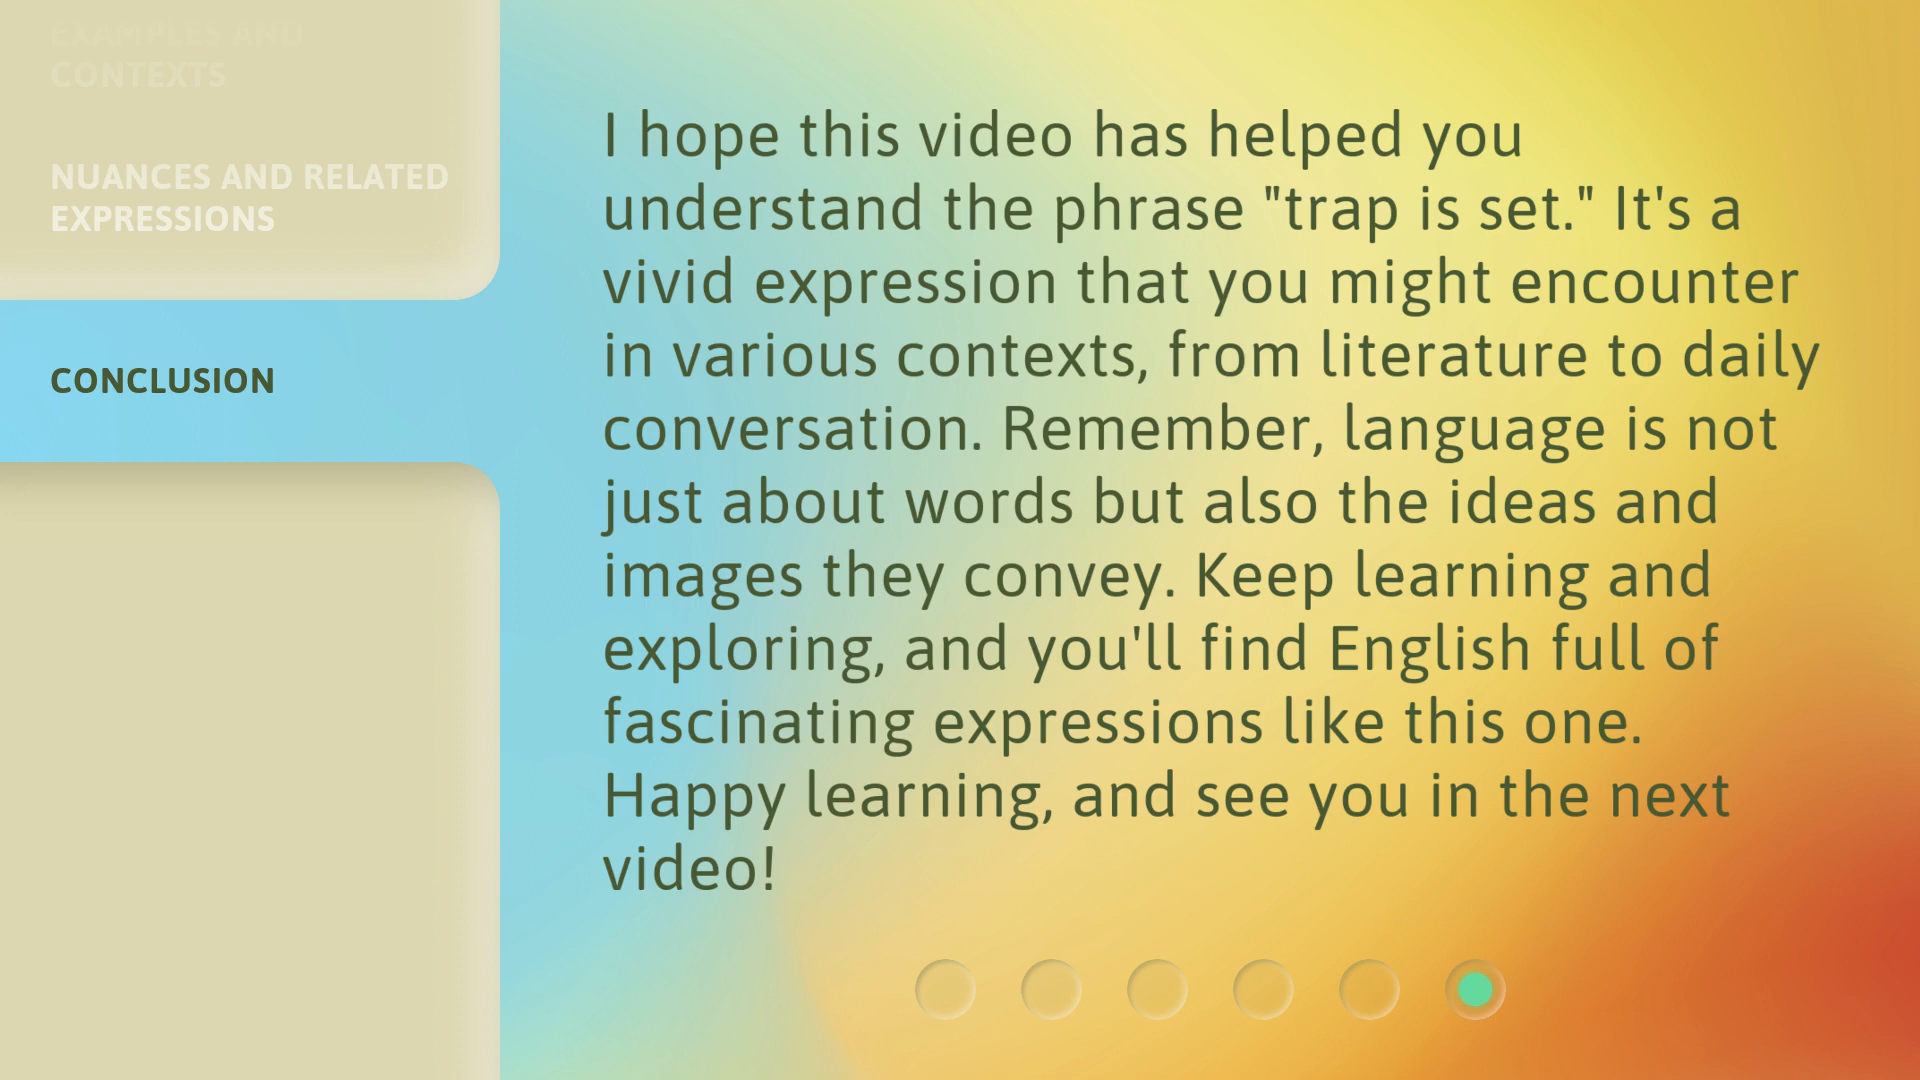 EXAMPLES AND
CONTEXTS
NUANCES AND RELATED
EXPRESSIONS
CONCLUSION
I hope this video has helped you
understand the phrase "trap is set." It's a
vivid expression that you might encounter
in various contexts, from literature to daily
conversation. Remember, language is not
just about words but also the ideas and
images they convey. Keep learning and
exploring, and you'll find English full of
fascinating expressions like this one.
Happy learning, and see you in the next
video!